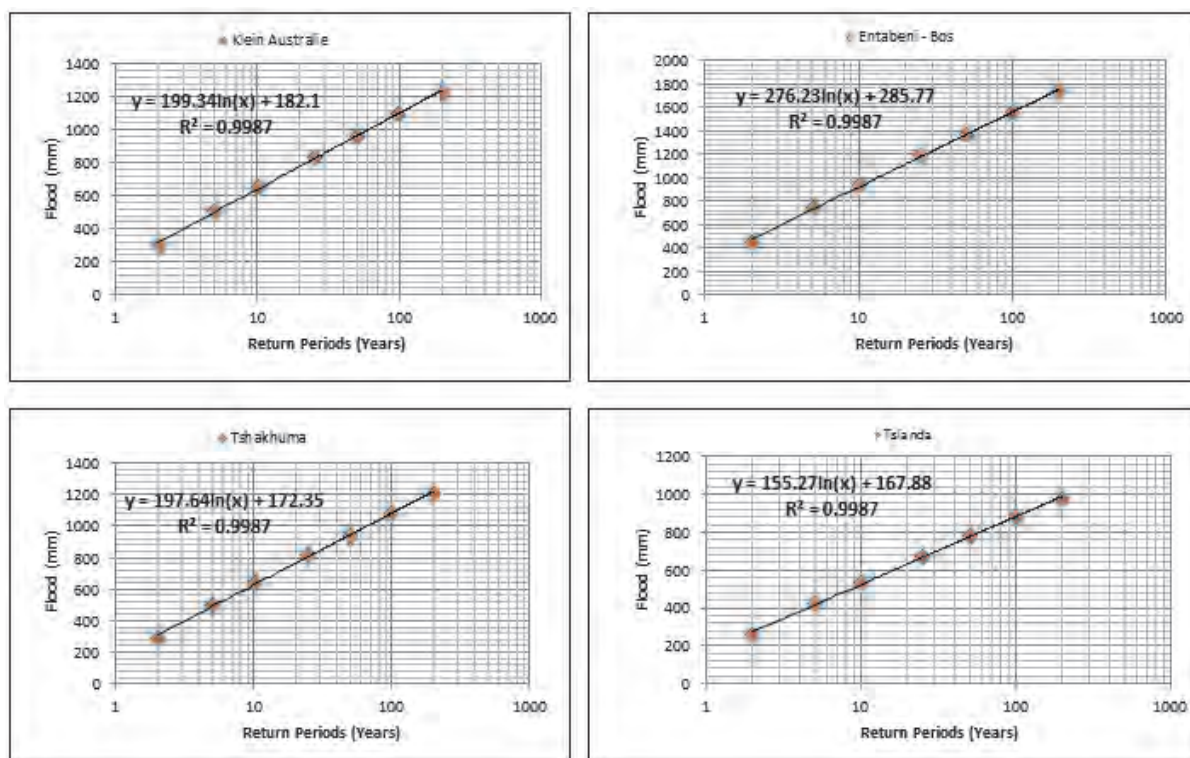 Klein Australie
1400
1200
1000
800
600
400
200
0
y = 199.34ln(x) + 182.1
R² = 0.9987
Flood (mm)
1 10 100 1000
Return Periods (Years)
Entabeni - Bos
2000
1800
1600
1400
1200
1000
800
600
400
200
0
y = 276.23ln(x) + 285.77
R² = 0.9987
Flood (mm)
1 10 100 1000
Return Periods (Years)
Tshakhuma
1400
1200
1000
800
600
400
200
0
y = 197.64ln(x) + 172.35
R² = 0.9987
Flood (mm)
1 10 100 1000
Return Periods (Years)
Tsianda
1200
1000
800
600
400
200
0
y = 155.27ln(x) + 167.88
R² = 0.9987
Flood (mm)
1 10 100 1000
Return Periods (Years)